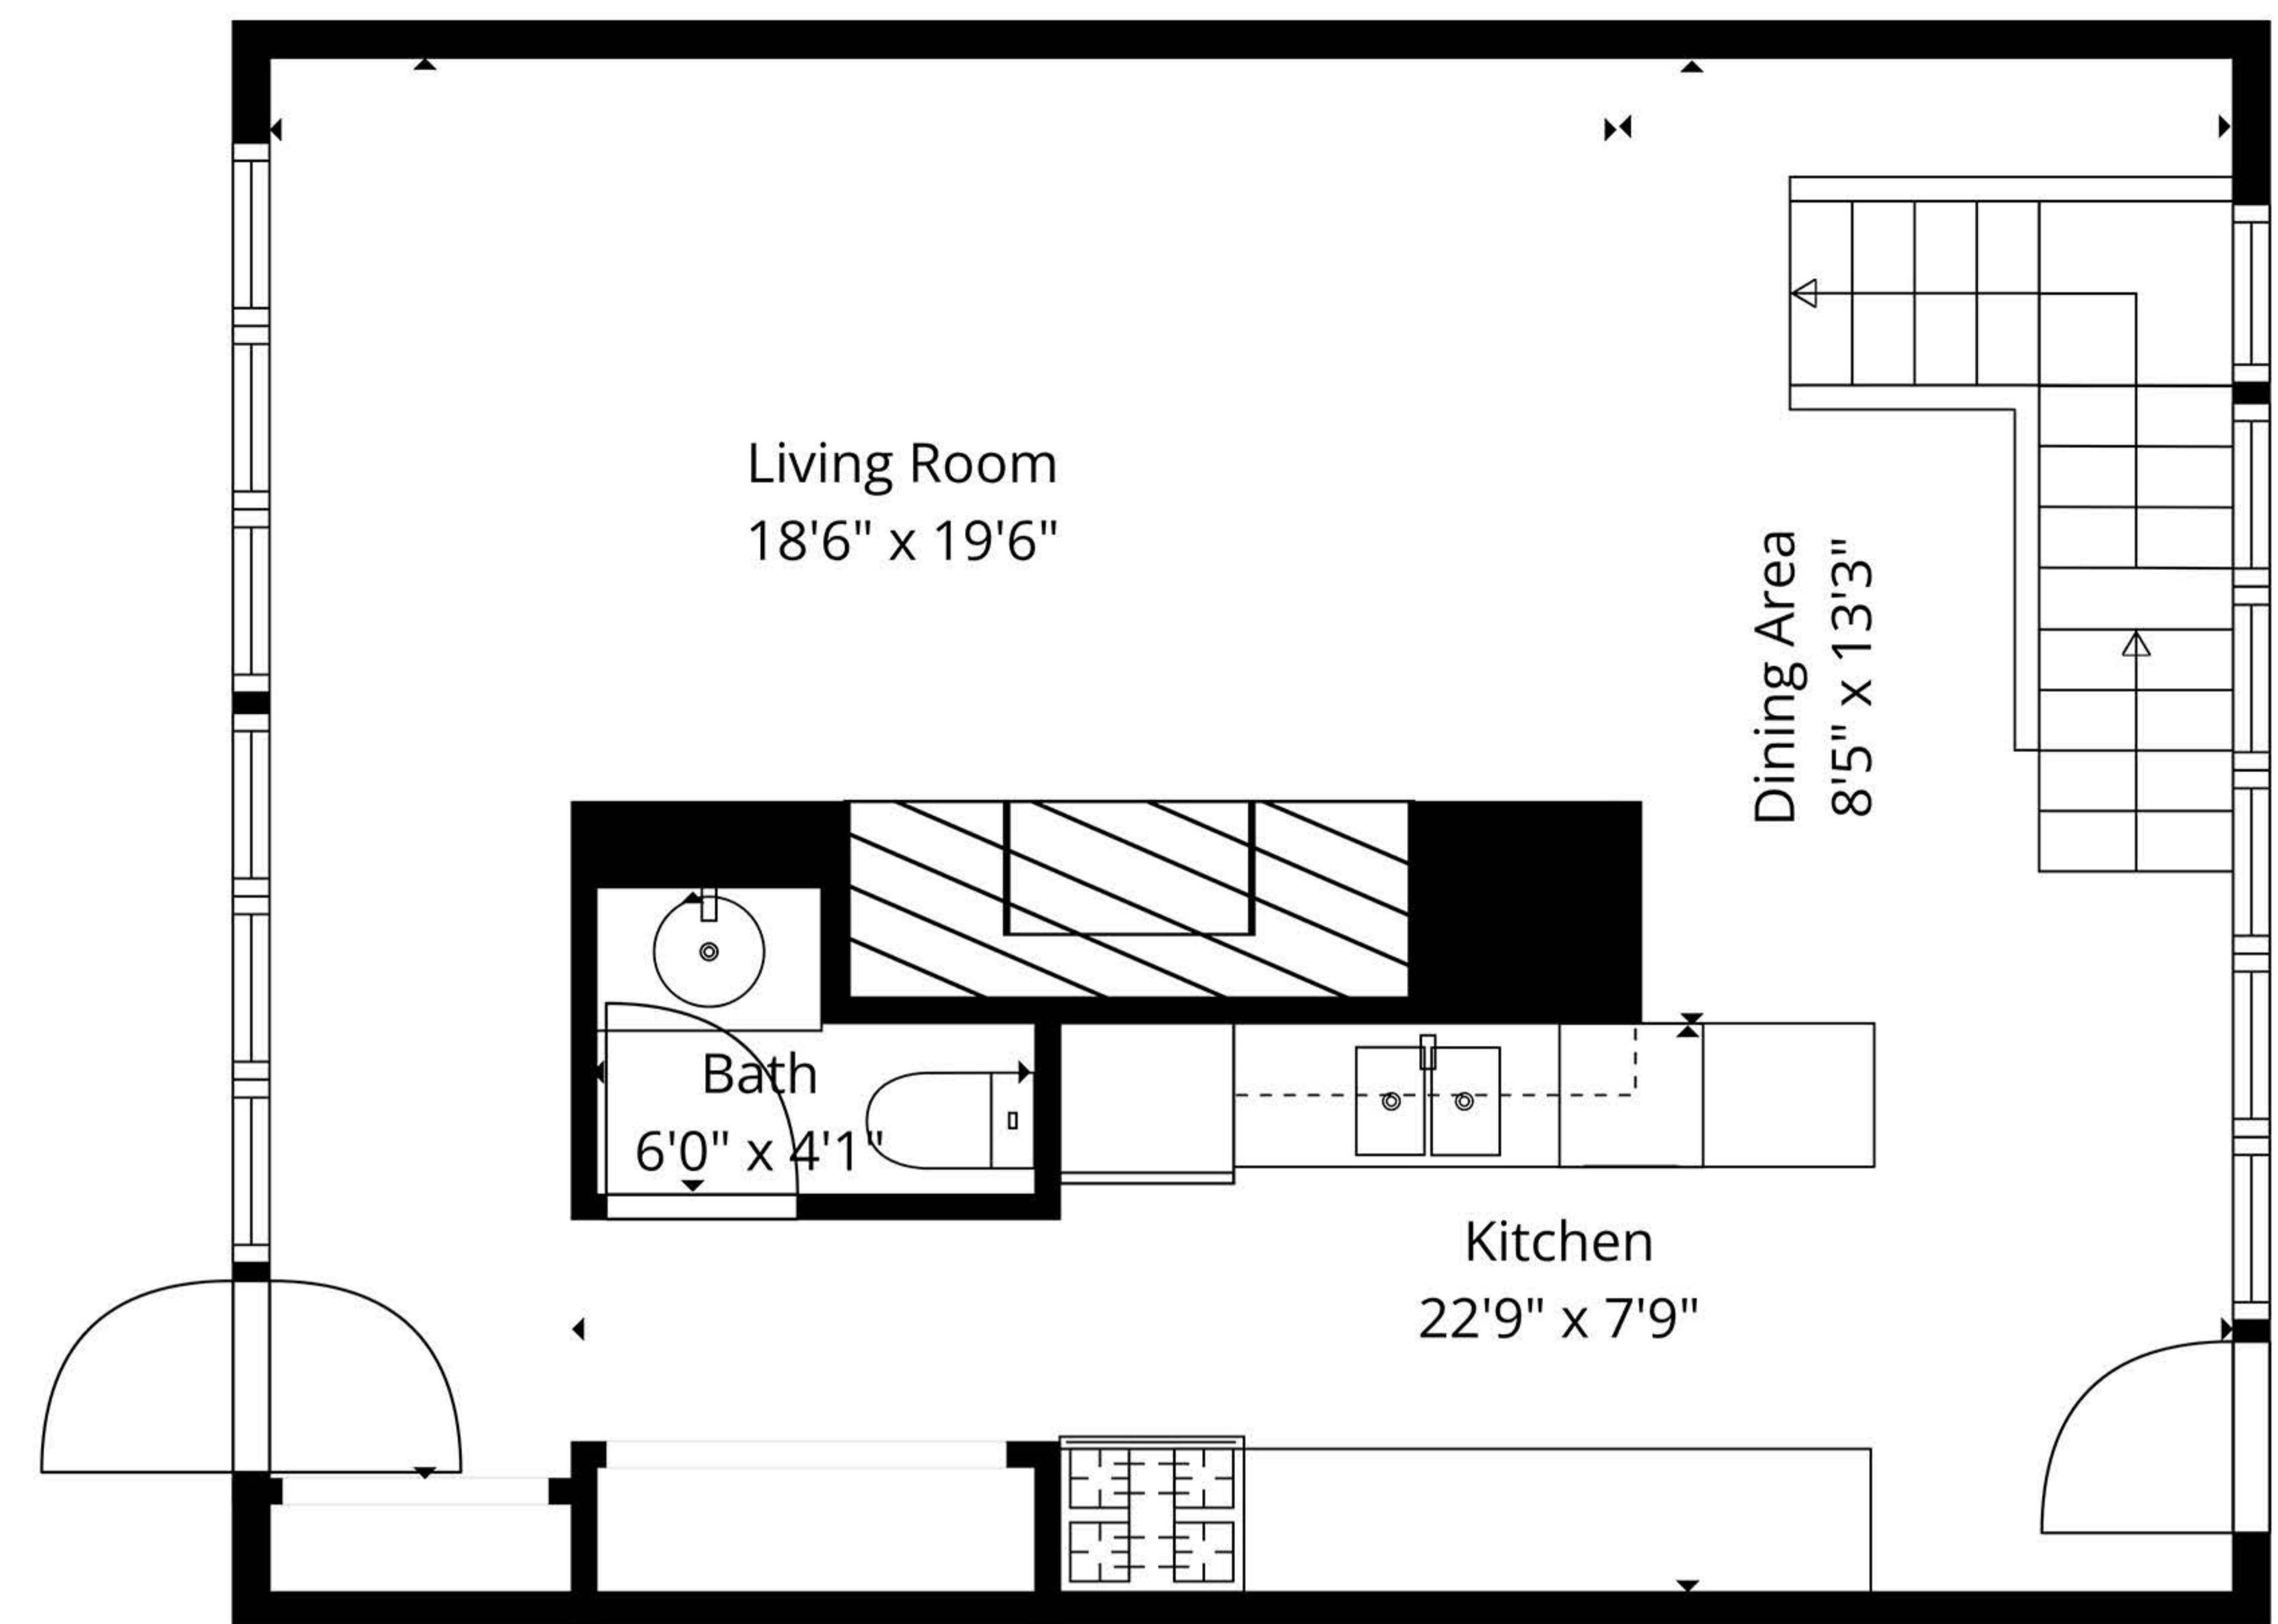 Living Room
18'6" x 19'6"
Dining Area
8'5" x 13'3"
Bath
6'0" x 4'1"
Kitchen
22'9" x 7'9"